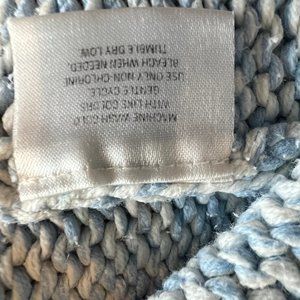 MACHINE WASH COLD
WITH LIKE COLORS
GENTLE CYCLE.
USE ONLY NON-CHLORINE
BLEACH WHEN NEEDED
TUMBLE DRY LOW.